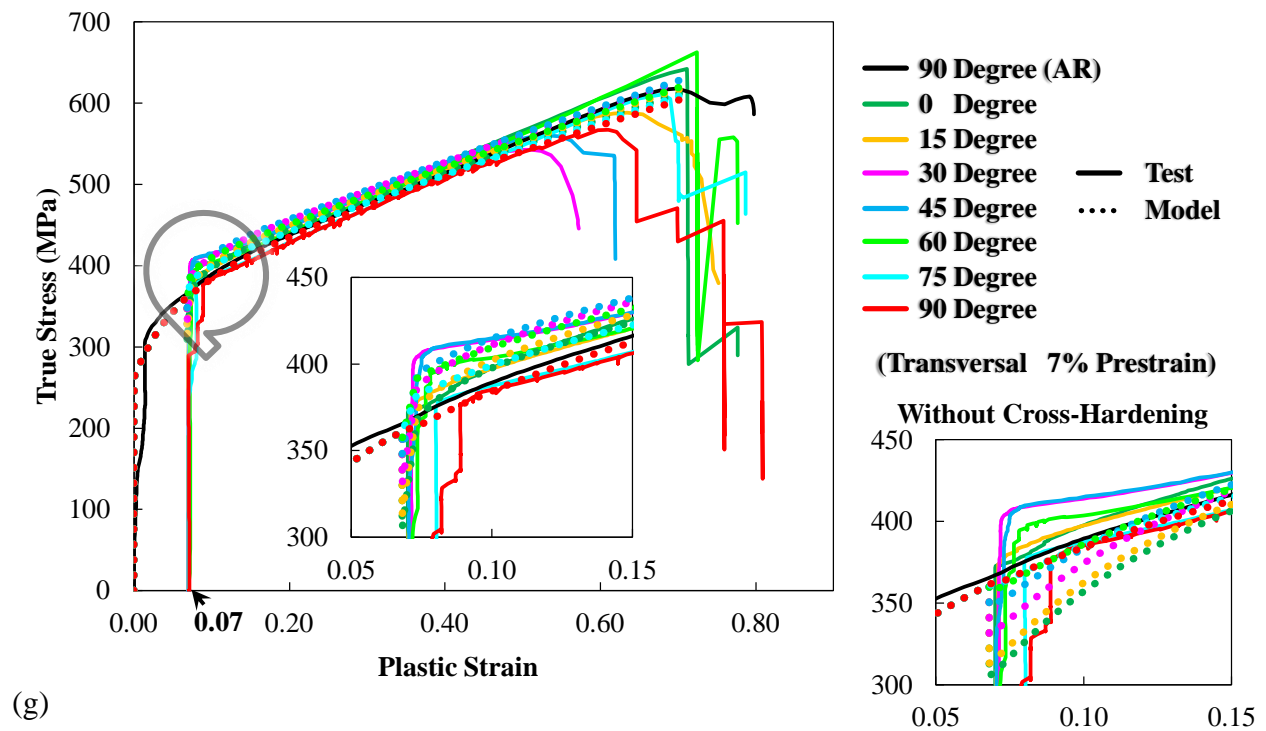 700
600
500
400
300
200
100
0
True Stress (MPa)
0.00
0.07
0.20
0.40
0.60
0.80
Plastic Strain
450
400
350
300
0.05
0.10
0.15
90 Degree (AR)
0 Degree
15 Degree
30 Degree
45 Degree
60 Degree
75 Degree
90 Degree
Test
Model
(Transversal 7% Prestrain)
Without Cross-Hardening
450
400
350
300
0.05
0.10
0.15
(g)